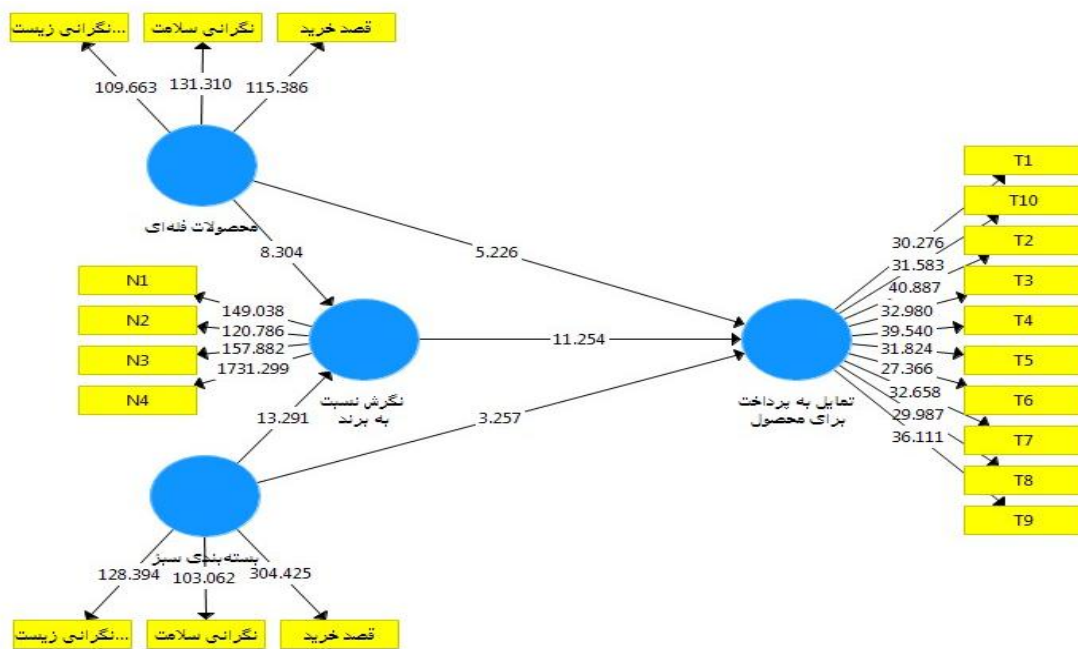 نگرانی زیست...
نگرانی سلامت
قصد خرید
109.663
131.310
115.386
محصولات فله‌ای
8.304
5.226
N1
N2
N3
N4
149.038
120.786
157.882
1731.299
نگرش نسبت
به برند
11.254
13.291
3.257
تمایل به پرداخت
برای محصول
T1
T10
T2
T3
T4
T5
T6
T7
T8
T9
30.276
31.583
40.887
32.980
39.540
31.824
27.366
32.658
29.987
36.111
بسته‌بندی سبز
128.394
103.062
304.425
نگرانی زیست...
نگرانی سلامت
قصد خرید